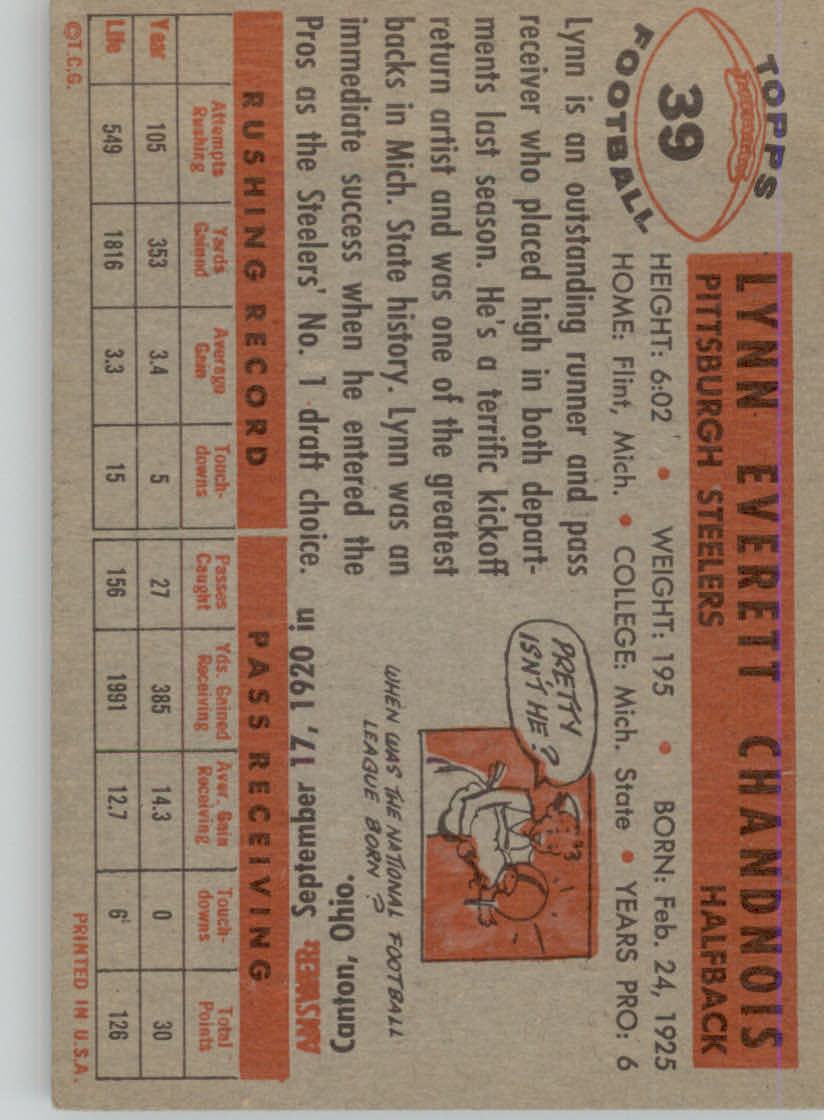 TOPPS
39
FOOTBALL
LYNN EVERETT CHANDNOIS
PITTSBURGH STEELERS HALFBACK
HEIGHT: 6:02 • WEIGHT: 195 • BORN: Feb. 24, 1925
HOME: Flint, Mich. • COLLEGE: Mich. State • YEARS PRO: 6
Lynn is an outstanding runner and pass
receiver who placed high in both depart-
ments last season. He's a terrific kickoff
return artist and was one of the greatest
backs in Mich. State history. Lynn was an
immediate success when he entered the
Pros as the Steelers' No. 1 draft choice.
PRETTY
ISN'T HE?
WHEN WAS THE NATIONAL FOOTBALL
LEAGUE BORN?
ANSWER: September 17, 1920 in
Canton, Ohio.
RUSHING RECORD PASS RECEIVING
Attempts Rushing Yards Gained Average Gain Touch-downs Passes Caught Yds. Gained Receiving Aver. Gain Receiving Touch-downs Total Points
Year 105 353 3.4 5 27 385 14.3 0 30
Life 549 1816 3.3 15 156 1991 12.7 6 126
©T.C.G. PRINTED IN U.S.A.